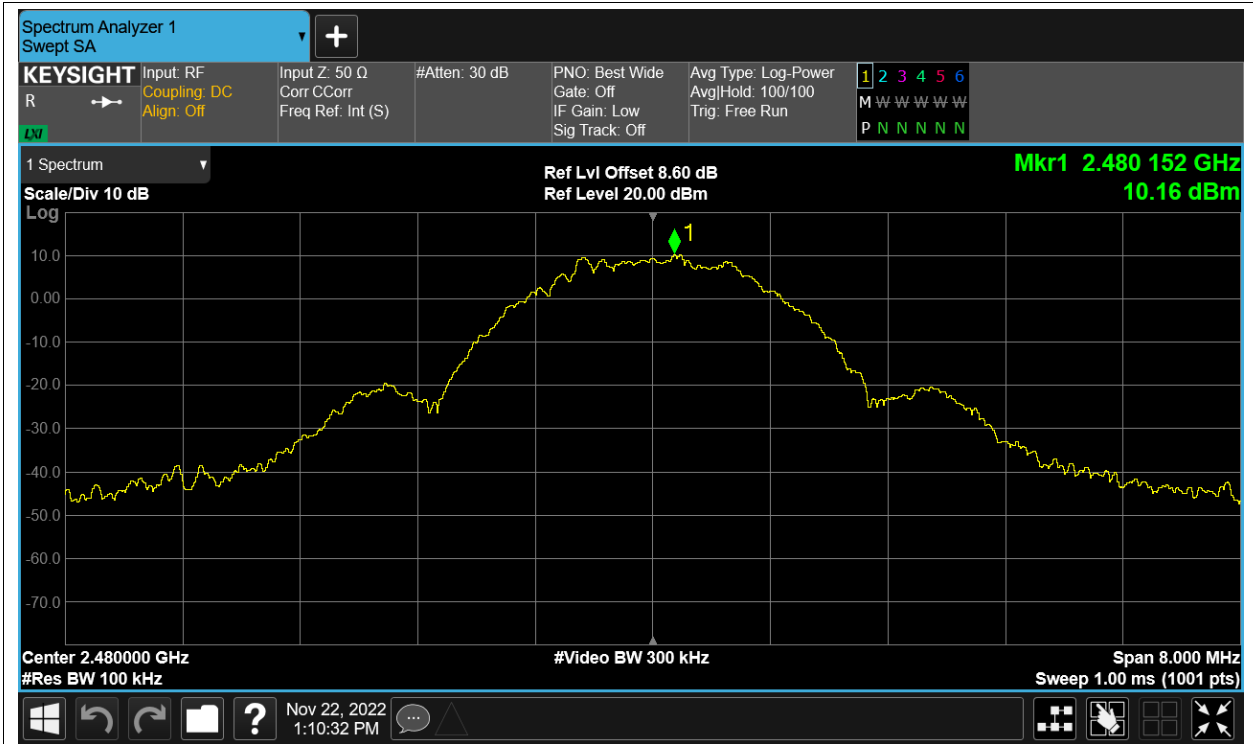 Spectrum Analyzer 1
Swept SA
KEYSIGHT
R
LXI
Input: RF
Coupling: DC
Align: Off
Input Z: 50 Ω
Corr CCorr
Freq Ref: Int (S)
#Atten: 30 dB
PNO: Best Wide
Gate: Off
IF Gain: Low
Sig Track: Off
Avg Type: Log-Power
Avg|Hold: 100/100
Trig: Free Run
1 2 3 4 5 6
M W W W W W W
P N N N N N N
1 Spectrum
Scale/Div 10 dB
Log
Ref Lvl Offset 8.60 dB
Ref Level 20.00 dBm
Mkr1 2.480 152 GHz
10.16 dBm
1
10.0
0.00
-10.0
-20.0
-30.0
-40.0
-50.0
-60.0
-70.0
Center 2.480000 GHz
#Res BW 100 kHz
#Video BW 300 kHz
Span 8.000 MHz
Sweep 1.00 ms (1001 pts)
?
Nov 22, 2022
1:10:32 PM